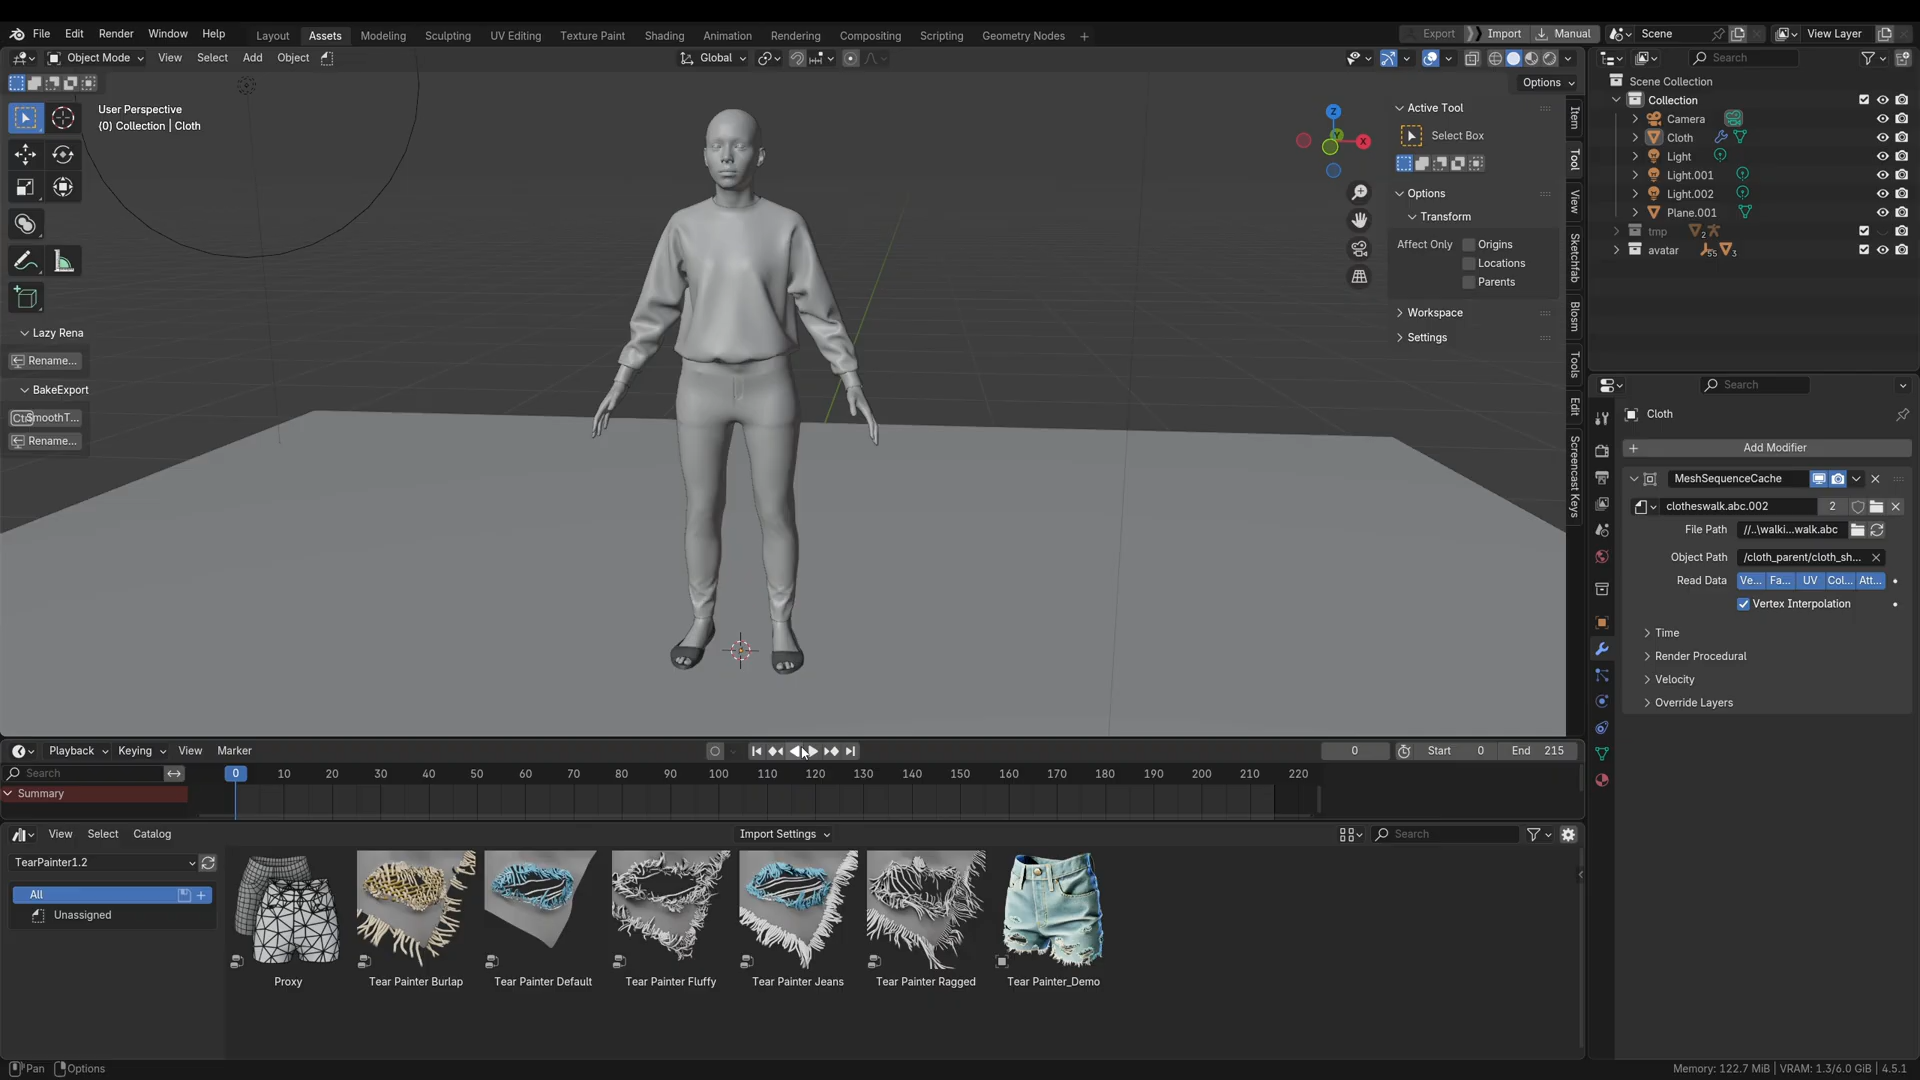 File Edit Render Window Help Layout Assets Modeling Sculpting UV Editing Texture Paint Shading Animation Rendering Compositing Scripting Geometry Nodes + Export Import Manual Scene View Layer
Object Mode View Select Add Object Global Search
Options
User Perspective
(0) Collection | Cloth
Lazy Rena
Rename...
BakeExport
SmoothT...
Rename...
Z
Y
X
Active Tool
Select Box
Options
Transform
Affect Only Origins
Locations
Parents
Workspace
Settings
Item
Tool
View
Sketchfab
Blosm
Tools
Edit
Screencast Keys
Scene Collection
Collection
Camera
Cloth
Light
Light.001
Light.002
Plane.001
tmp 2
avatar 55 3
Search
Cloth
+ Add Modifier
MeshSequenceCache
clotheswalk.abc.002 2
File Path //..\walki...walk.abc
Object Path /cloth_parent/cloth_sh...
Read Data Ve... Fa... UV Col... Att...
Vertex Interpolation
Time
Render Procedural
Velocity
Override Layers
Playback Keying View Marker 0 Start 0 End 215
Search 0 10 20 30 40 50 60 70 80 90 100 110 120 130 140 150 160 170 180 190 200 210 220
Summary
View Select Catalog Import Settings Search
TearPainter1.2
All
Unassigned
Proxy Tear Painter Burlap Tear Painter Default Tear Painter Fluffy Tear Painter Jeans Tear Painter Ragged Tear Painter_Demo
Pan Options Memory: 122.7 MiB | VRAM: 1.3/6.0 GiB | 4.5.1